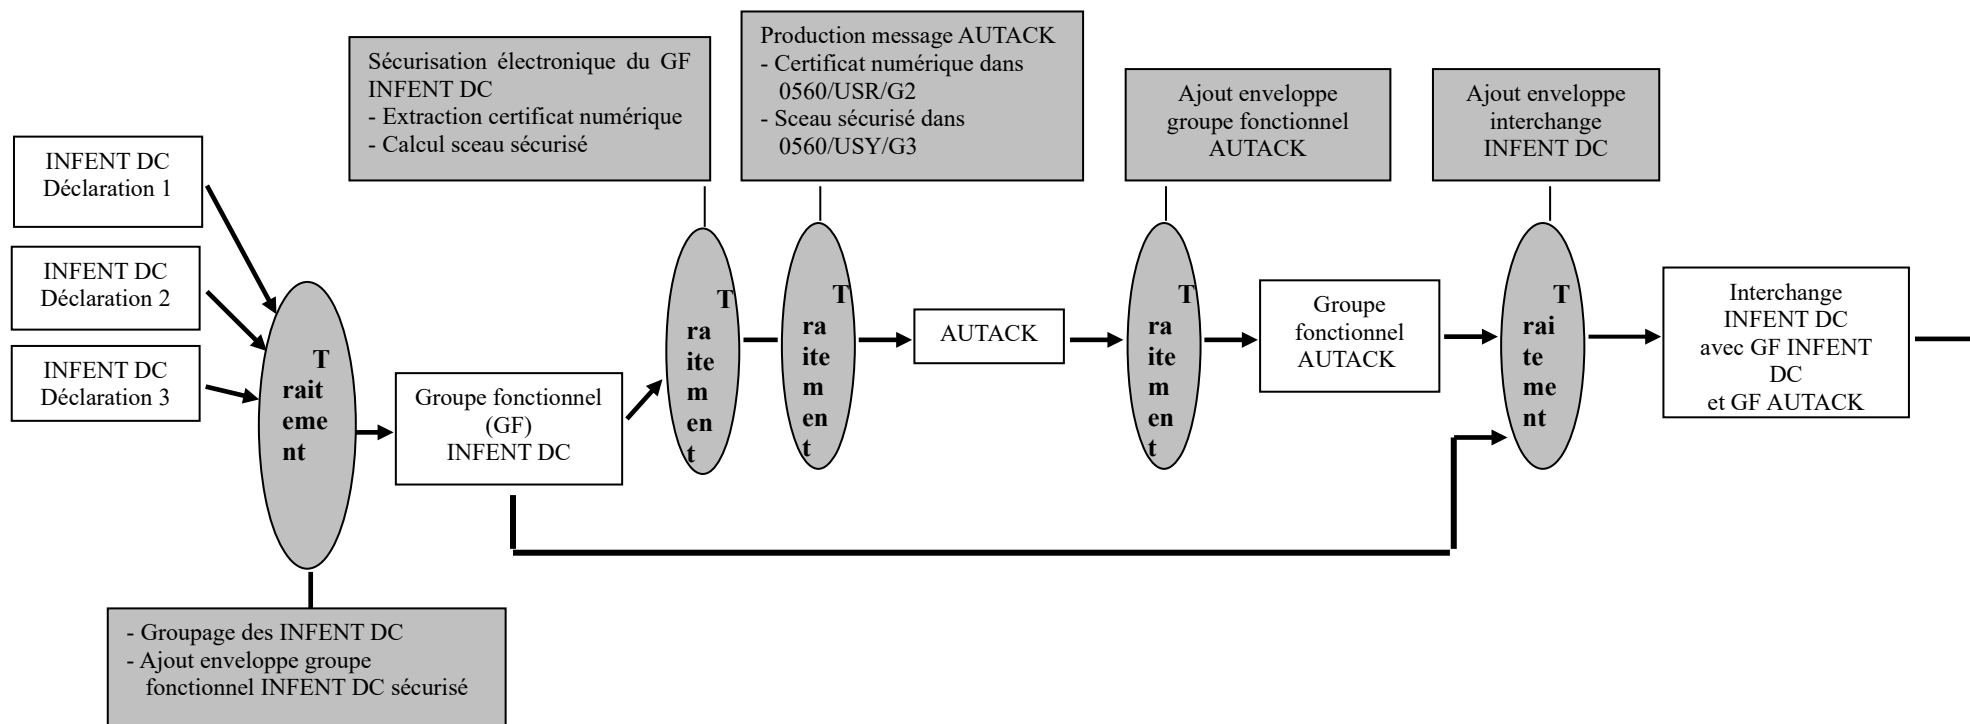 Sécurisation électronique du GF
INFENT DC
- Extraction certificat numérique
- Calcul sceau sécurisé
Production message AUTACK
- Certificat numérique dans
0560/USR/G2
- Sceau sécurisé dans
0560/USY/G3
Ajout enveloppe
groupe fonctionnel
AUTACK
Ajout enveloppe
interchange
INFENT DC
INFENT DC
Déclaration 1
INFENT DC
Déclaration 2
INFENT DC
Déclaration 3
T
rait
eme
nt
Groupe fonctionnel
(GF)
INFENT DC
T
ra
ite
m
en
t
T
ra
ite
m
en
t
AUTACK
T
ra
ite
m
en
t
Groupe
fonctionnel
AUTACK
T
rai
te
me
nt
Interchange
INFENT DC
avec GF INFENT
DC
et GF AUTACK
- Groupage des INFENT DC
- Ajout enveloppe groupe
fonctionnel INFENT DC sécurisé